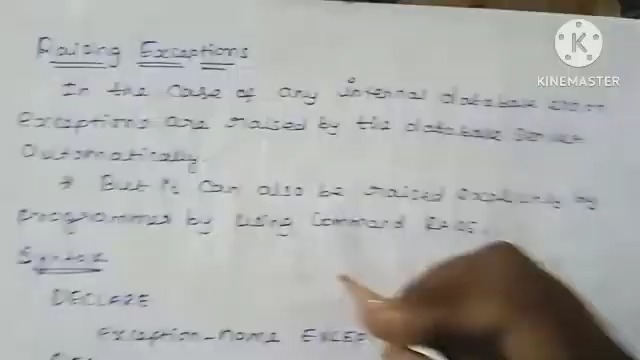 Raising Exceptions
KINEMASTER
In the case of any internal database error
Exceptions are raised by the database server
automatically.
* But it can also be raised explicitly by
programmer by using Command RAISE.
Syntax
DECLARE
Exception_name EXCEP